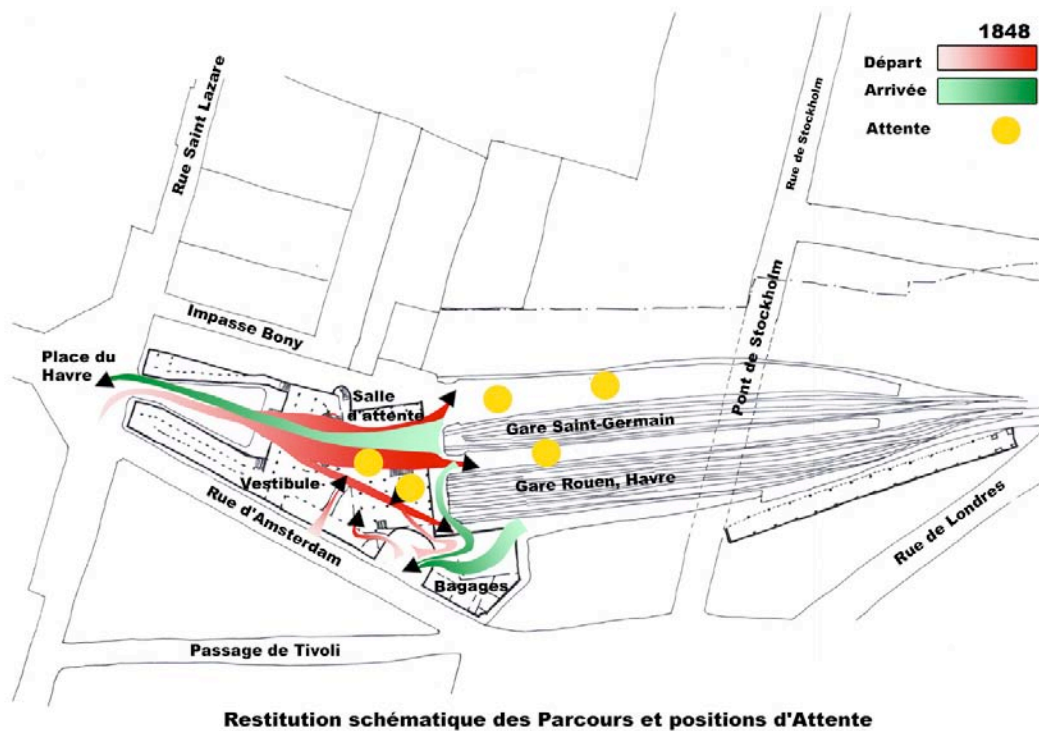 1848
Départ
Arrivée
Attente
Rue Saint Lazare
Rue de Stockholm
Impasse Bony
Pont de Stockholm
Place du
Havre
Salle
d'attente
Gare Saint-Germain
Vestibule
Gare Rouen, Havre
Rue d'Amsterdam
Rue de Londres
Bagages
Passage de Tivoli
Restitution schématique des Parcours et positions d'Attente